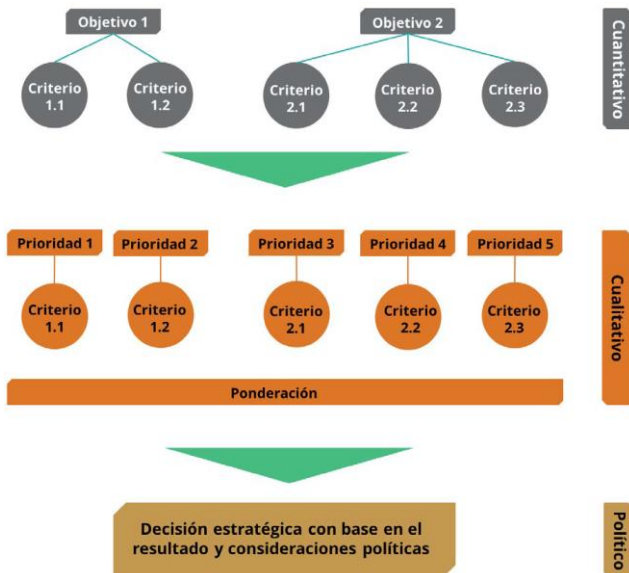 Objetivo 1
Objetivo 2
Criterio
1.1
Criterio
1.2
Criterio
2.1
Criterio
2.2
Criterio
2.3
Cuantitativo
Prioridad 1
Prioridad 2
Prioridad 3
Prioridad 4
Prioridad 5
Criterio
1.1
Criterio
1.2
Criterio
2.1
Criterio
2.2
Criterio
2.3
Ponderación
Cualitativo
Decisión estratégica con base en el
resultado y consideraciones políticas
Político